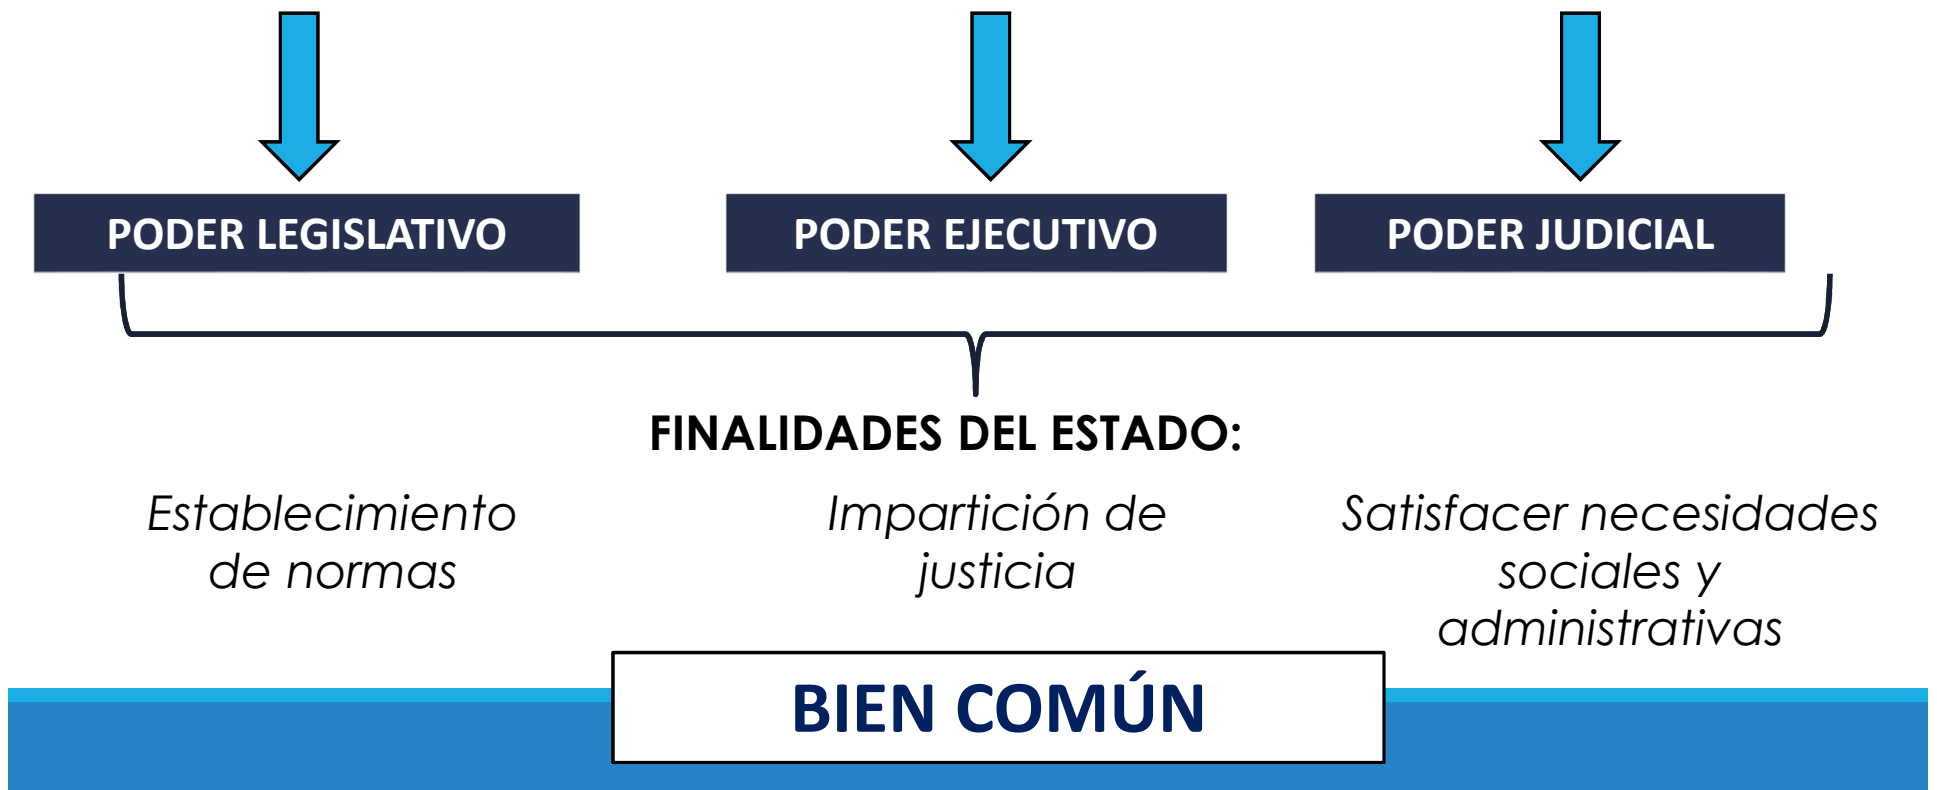 PODER LEGISLATIVO
PODER EJECUTIVO
PODER JUDICIAL
FINALIDADES DEL ESTADO:
Establecimiento
de normas
Impartición de
justicia
Satisfacer necesidades
sociales y
administrativas
BIEN COMÚN